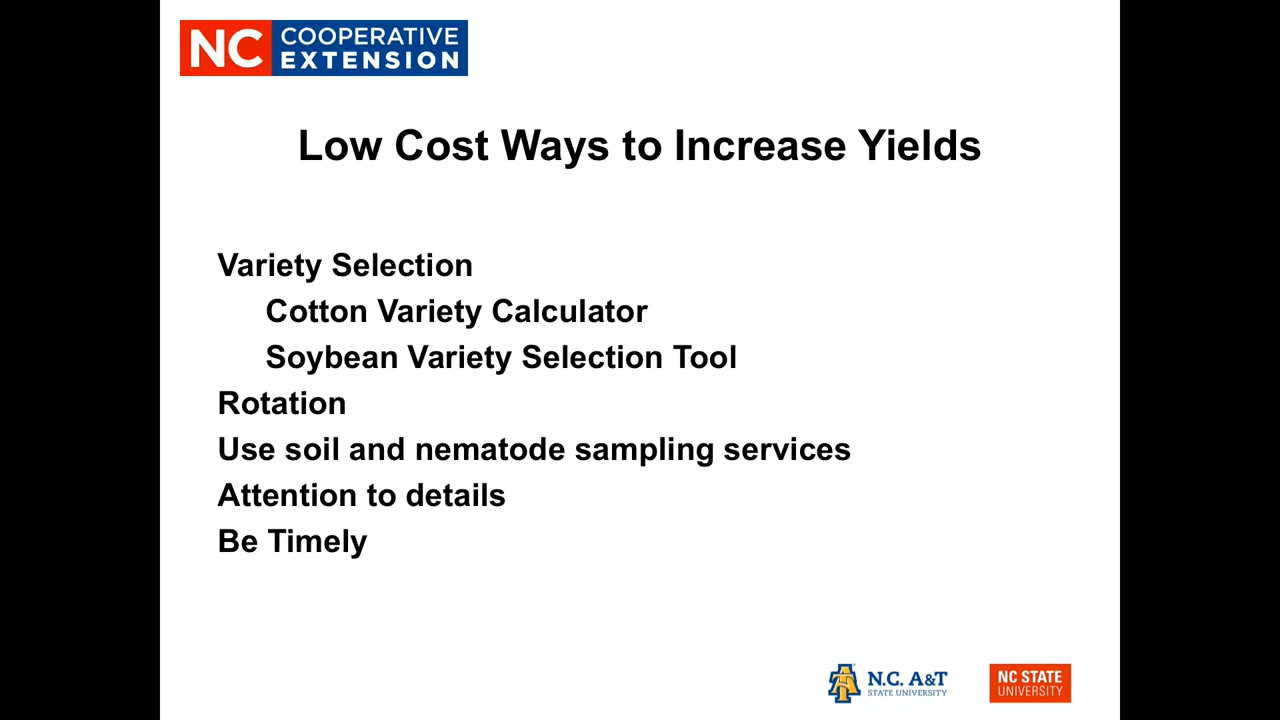 NC COOPERATIVE
EXTENSION
Low Cost Ways to Increase Yields
Variety Selection
Cotton Variety Calculator
Soybean Variety Selection Tool
Rotation
Use soil and nematode sampling services
Attention to details
Be Timely
N.C. A&T
STATE UNIVERSITY
NC STATE
UNIVERSITY